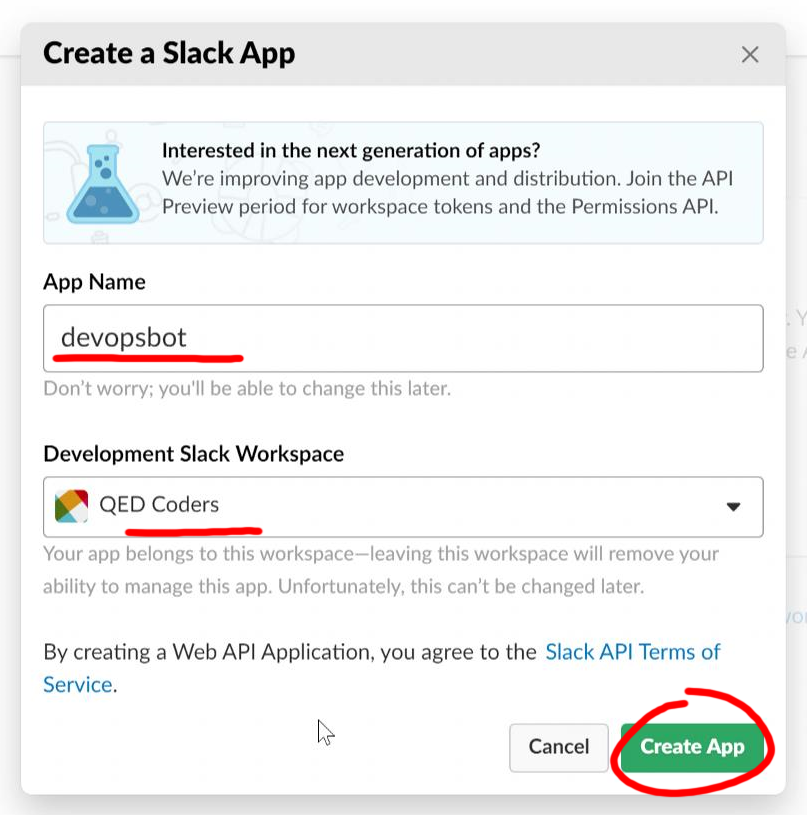 Create a Slack App
Interested in the next generation of apps?
We're improving app development and distribution. Join the API
Preview period for workspace tokens and the Permissions API.
App Name
devopsbot
Don't worry; you'll be able to change this later.
Development Slack Workspace
QED Coders
Your app belongs to this workspace—leaving this workspace will remove your
ability to manage this app. Unfortunately, this can't be changed later.
By creating a Web API Application, you agree to the Slack API Terms of
Service.
Cancel
Create App